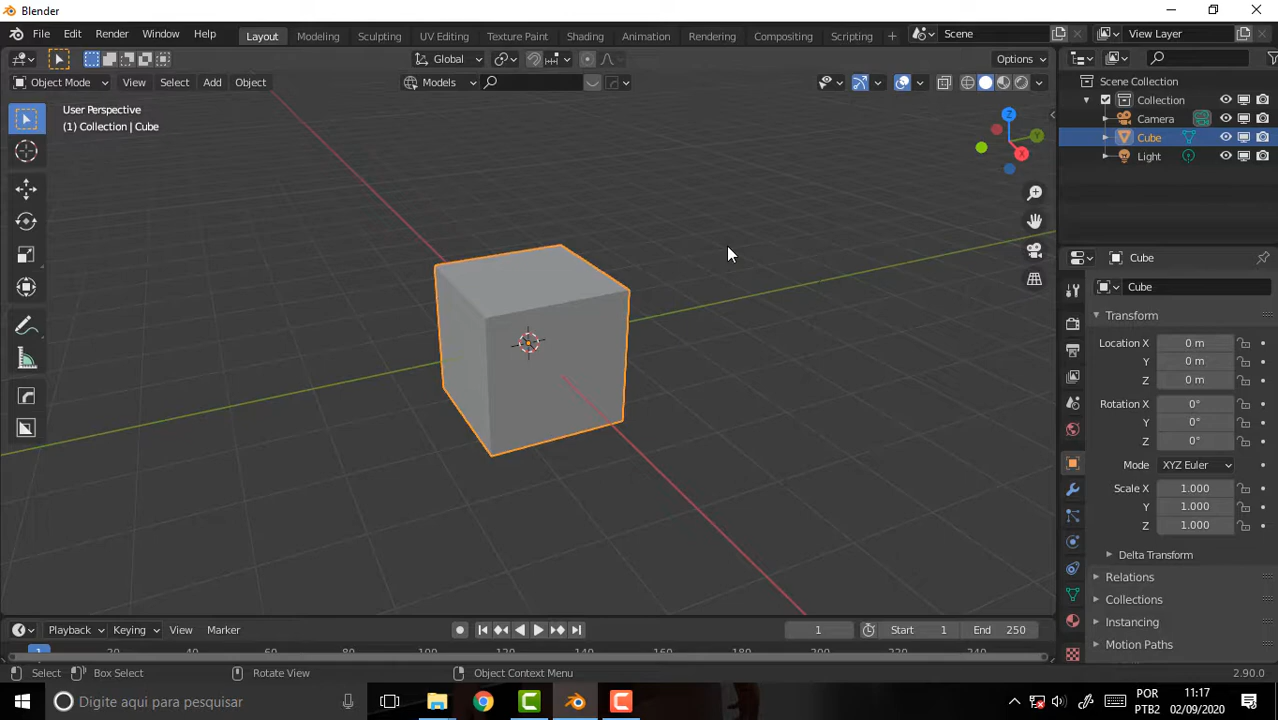 Blender
File Edit Render Window Help Layout Modeling Sculpting UV Editing Texture Paint Shading Animation Rendering Compositing Scripting + Scene View Layer
Global Options
Object Mode View Select Add Object Models
Scene Collection
User Perspective
(1) Collection | Cube
Collection
Camera
Cube
Light
Z
Y
X
Cube
Cube
Transform
Location X 0 m
Y 0 m
Z 0 m
Rotation X 0°
Y 0°
Z 0°
Mode XYZ Euler
Scale X 1.000
Y 1.000
Z 1.000
Delta Transform
Relations
Collections
Instancing
Motion Paths
Playback Keying View Marker 1 Start 1 End 250
1 20 40 60 80 100 120 140 160 180 200 220 240
Select Box Select Rotate View Object Context Menu 2.90.0
Digite aqui para pesquisar
POR
PTB2
11:17
02/09/2020